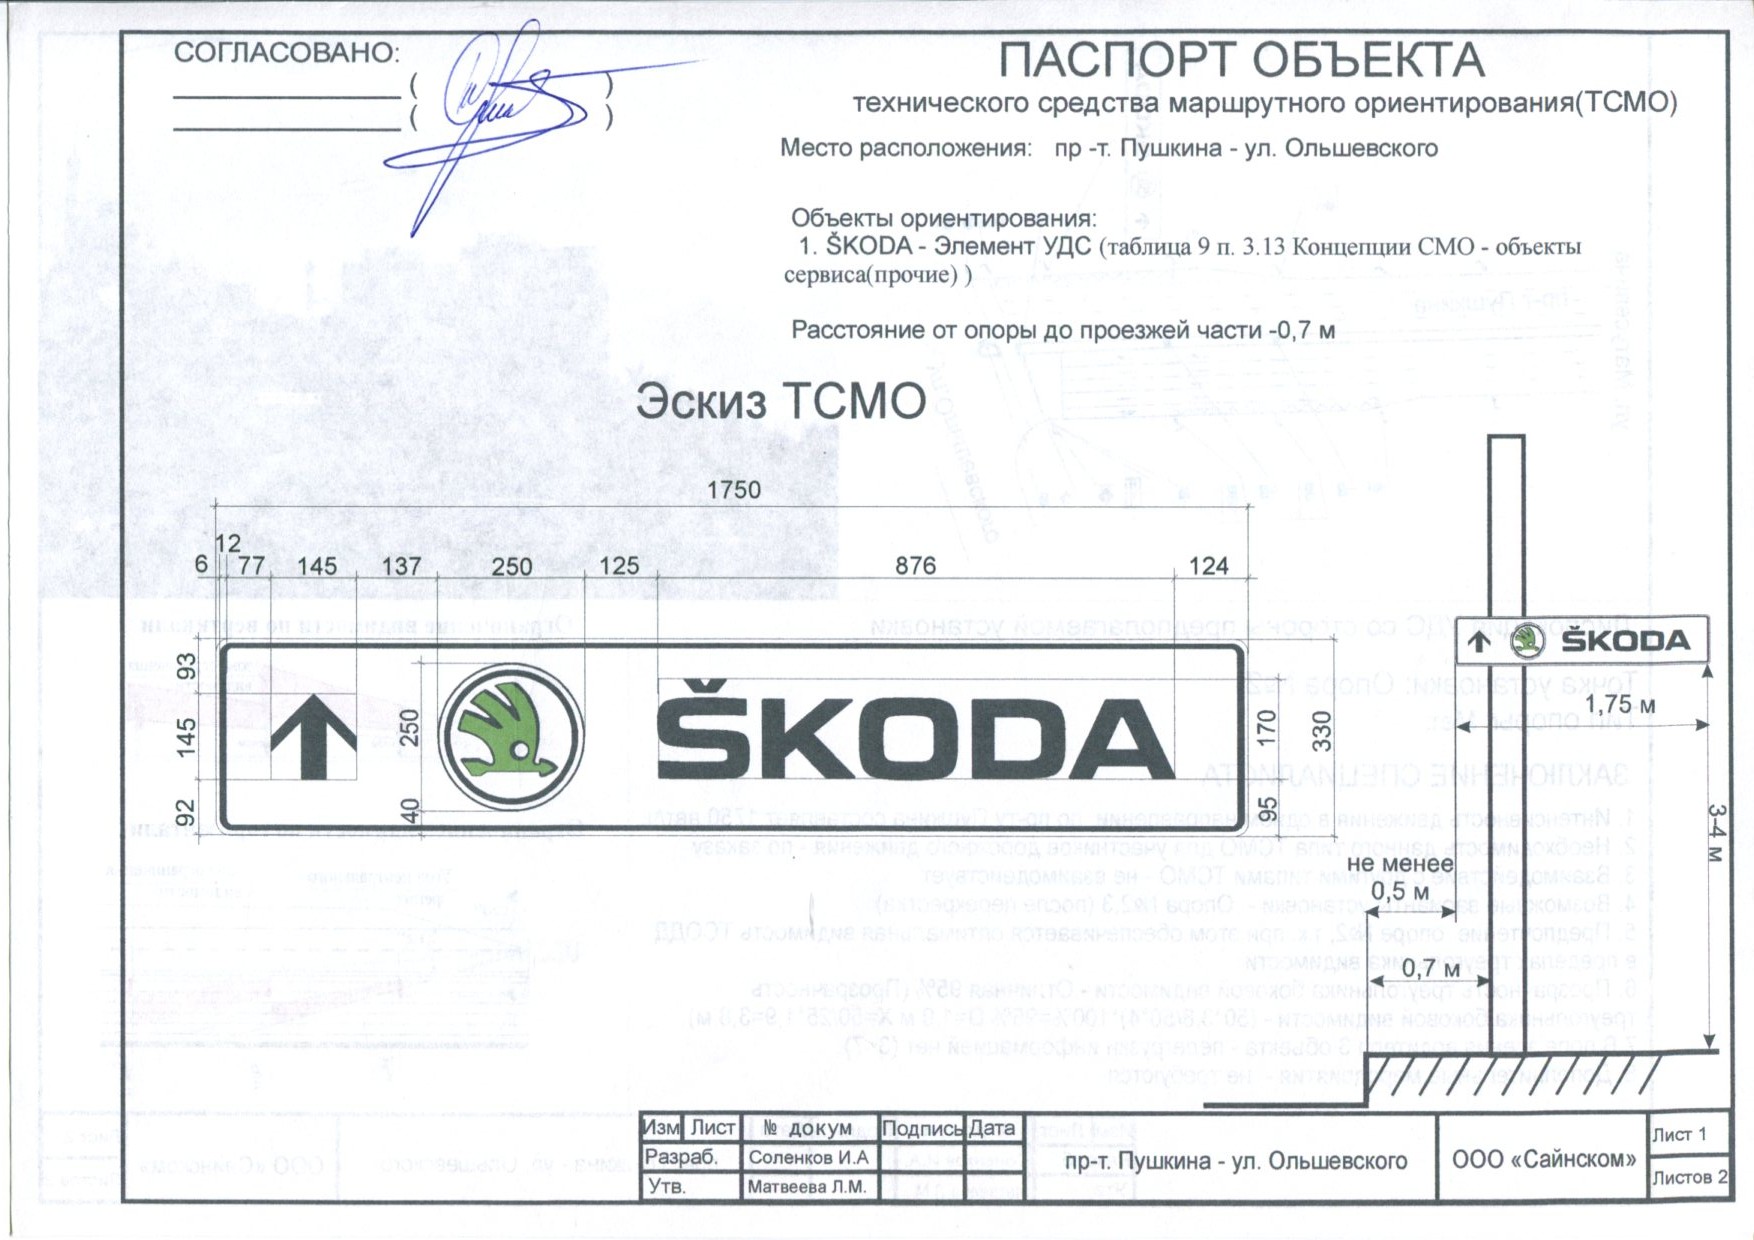 СОГЛАСОВАНО:
( )
( )
ПАСПОРТ ОБЪЕКТА
технического средства маршрутного ориентирования(ТСМО)
Место расположения: пр -т. Пушкина - ул. Ольшевского
Объекты ориентирования:
1. ŠKODA - Элемент УДС (таблица 9 п. 3.13 Концепции СМО - объекты
сервиса(прочие) )
Расстояние от опоры до проезжей части -0,7 м
Эскиз ТСМО
1750
12
6 77 145 137 250 125 876 124
93
145
92
250
40
ŠKODA
170
95
330
ŠKODA
1,75 м
3-4 м
не менее
0,5 м
0,7 м
Изм Лист № докум Подпись Дата
Разраб. Соленков И.А
Утв. Матвеева Л.М.
пр-т. Пушкина - ул. Ольшевского
ООО «Сайнском»
Лист 1
Листов 2